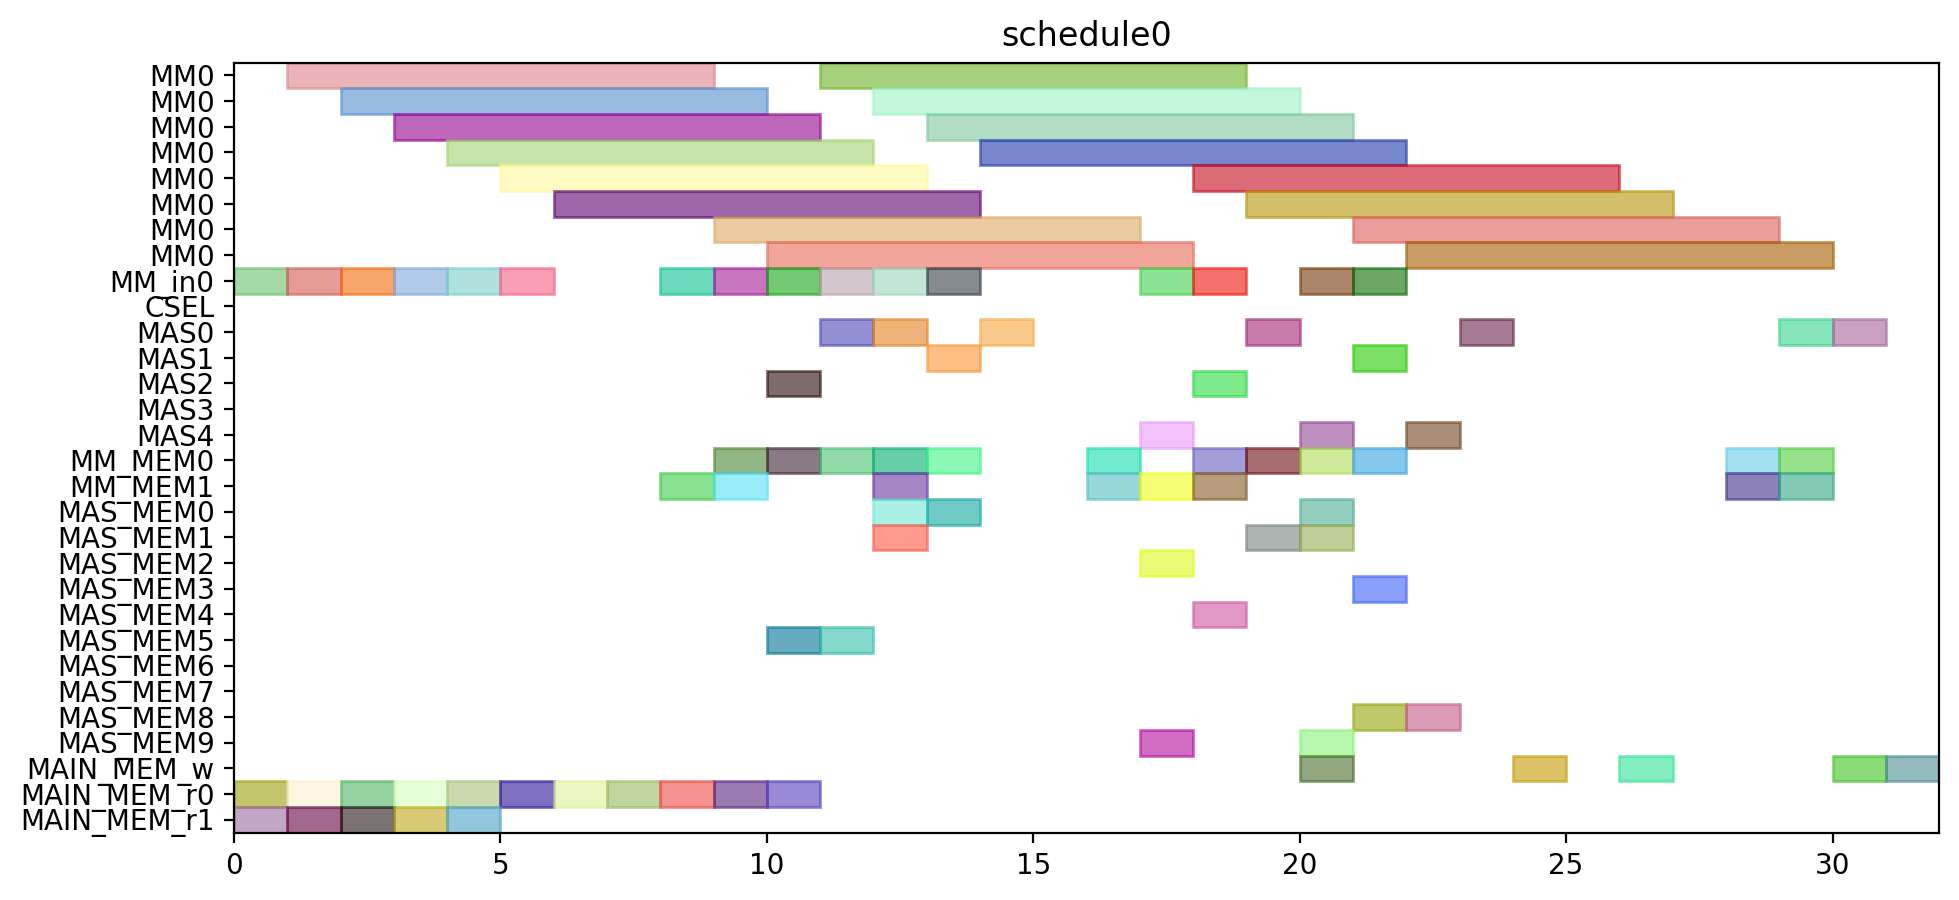 schedule0
MM0
MM0
MM0
MM0
MM0
MM0
MM0
MM0
MM_in0
CSEL
MAS0
MAS1
MAS2
MAS3
MAS4
MM_MEM0
MM_MEM1
MAS_MEM0
MAS_MEM1
MAS_MEM2
MAS_MEM3
MAS_MEM4
MAS_MEM5
MAS_MEM6
MAS_MEM7
MAS_MEM8
MAS_MEM9
MAIN_MEM_w
MAIN_MEM_r0
MAIN_MEM_r1
0 5 10 15 20 25 30